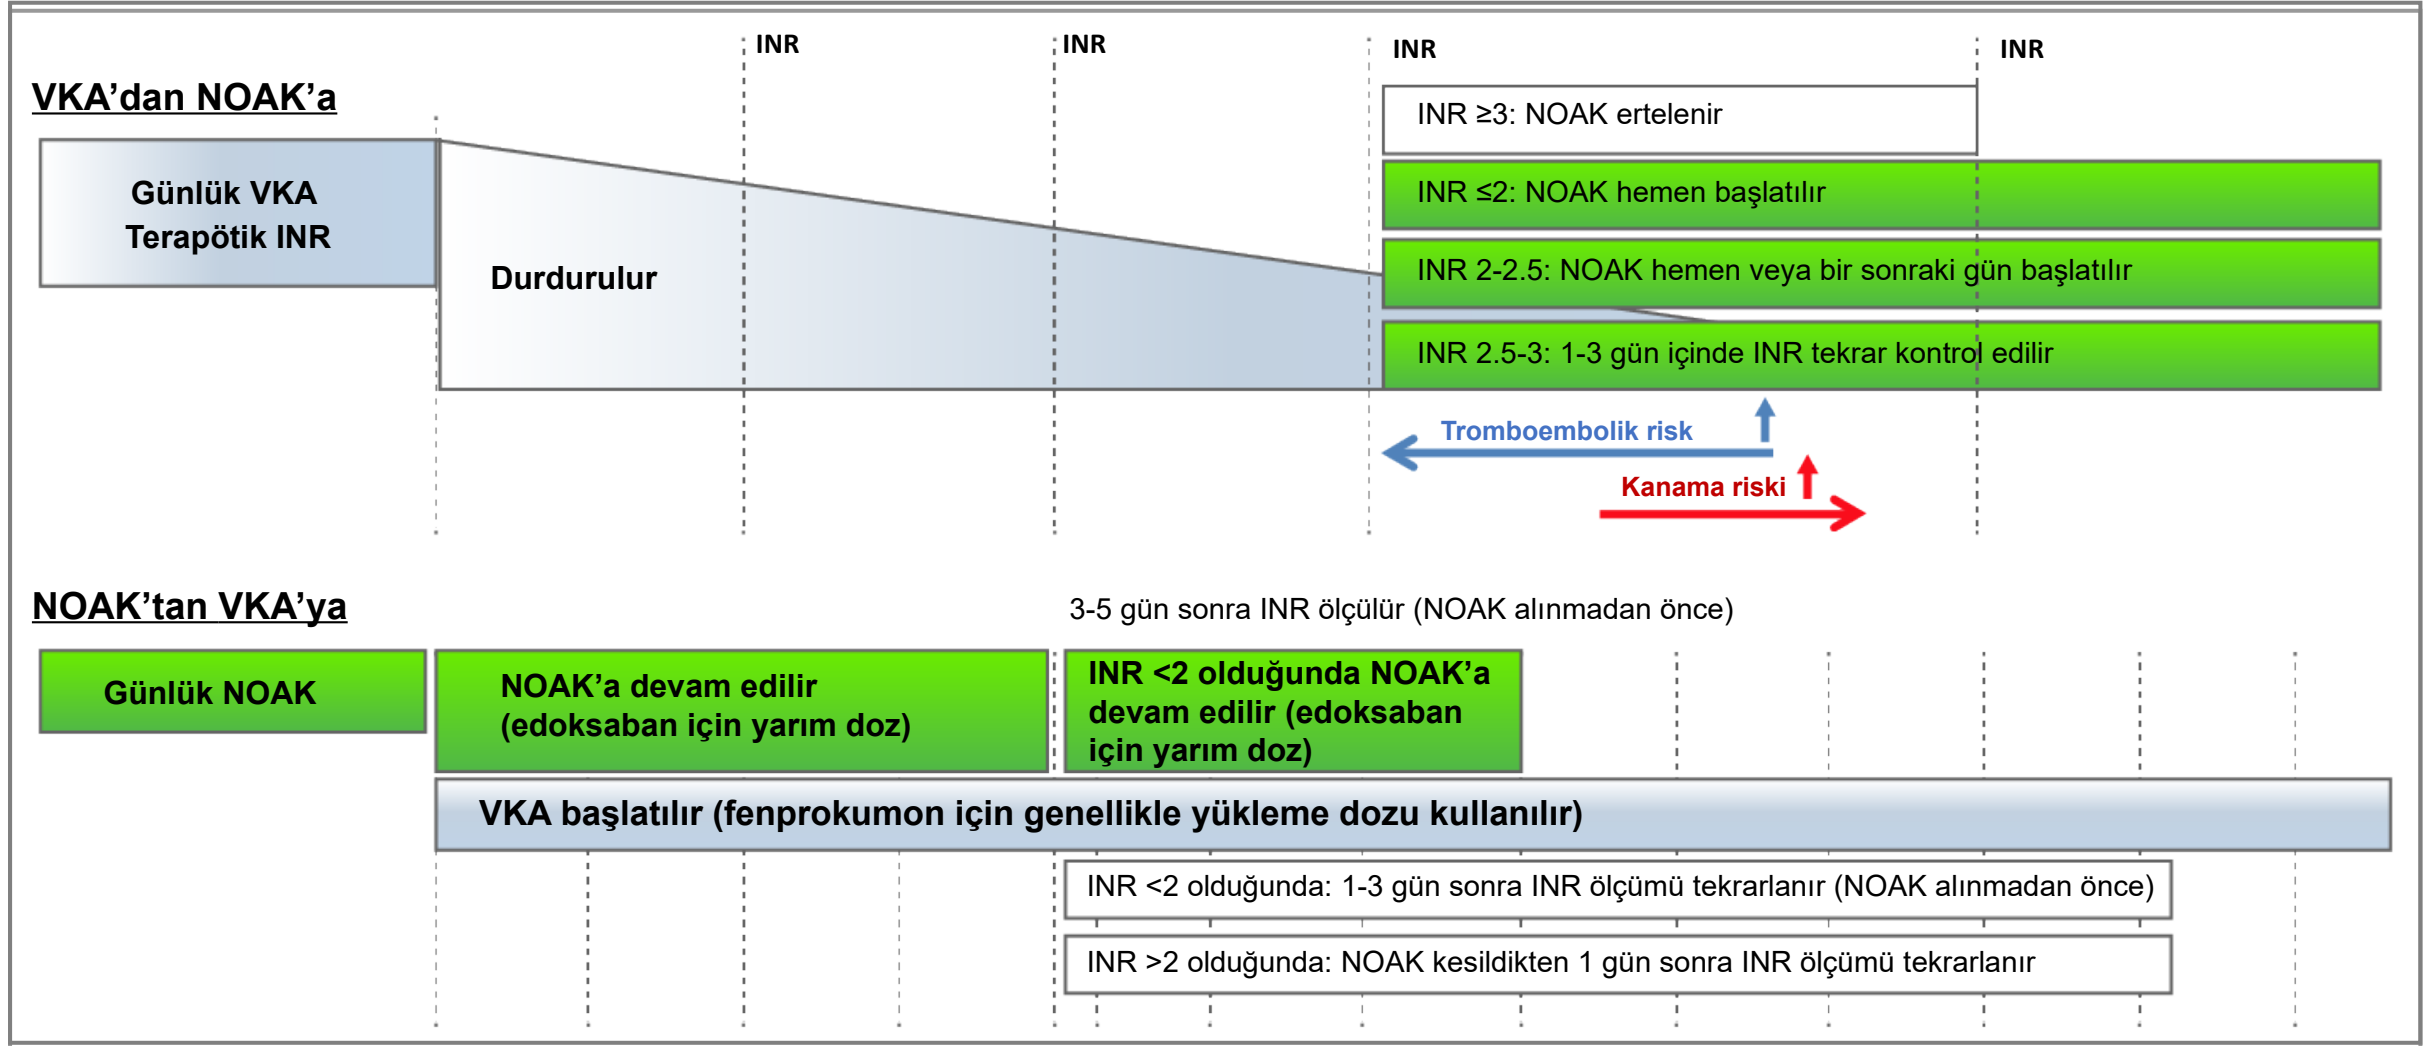 INR
INR
INR
INR
VKA’dan NOAK’a
INR ≥3: NOAK ertelenir
Günlük VKA
Terapötik INR
INR ≤2: NOAK hemen başlatılır
Durdurulur
INR 2-2.5: NOAK hemen veya bir sonraki gün başlatılır
INR 2.5-3: 1-3 gün içinde INR tekrar kontrol edilir
Tromboembolik risk
Kanama riski
NOAK’tan VKA’ya
3-5 gün sonra INR ölçülür (NOAK alınmadan önce)
Günlük NOAK
NOAK’a devam edilir
(edoksaban için yarım doz)
INR <2 olduğunda NOAK’a
devam edilir (edoksaban
için yarım doz)
VKA başlatılır (fenprokumon için genellikle yükleme dozu kullanılır)
INR <2 olduğunda: 1-3 gün sonra INR ölçümü tekrarlanır (NOAK alınmadan önce)
INR >2 olduğunda: NOAK kesildikten 1 gün sonra INR ölçümü tekrarlanır